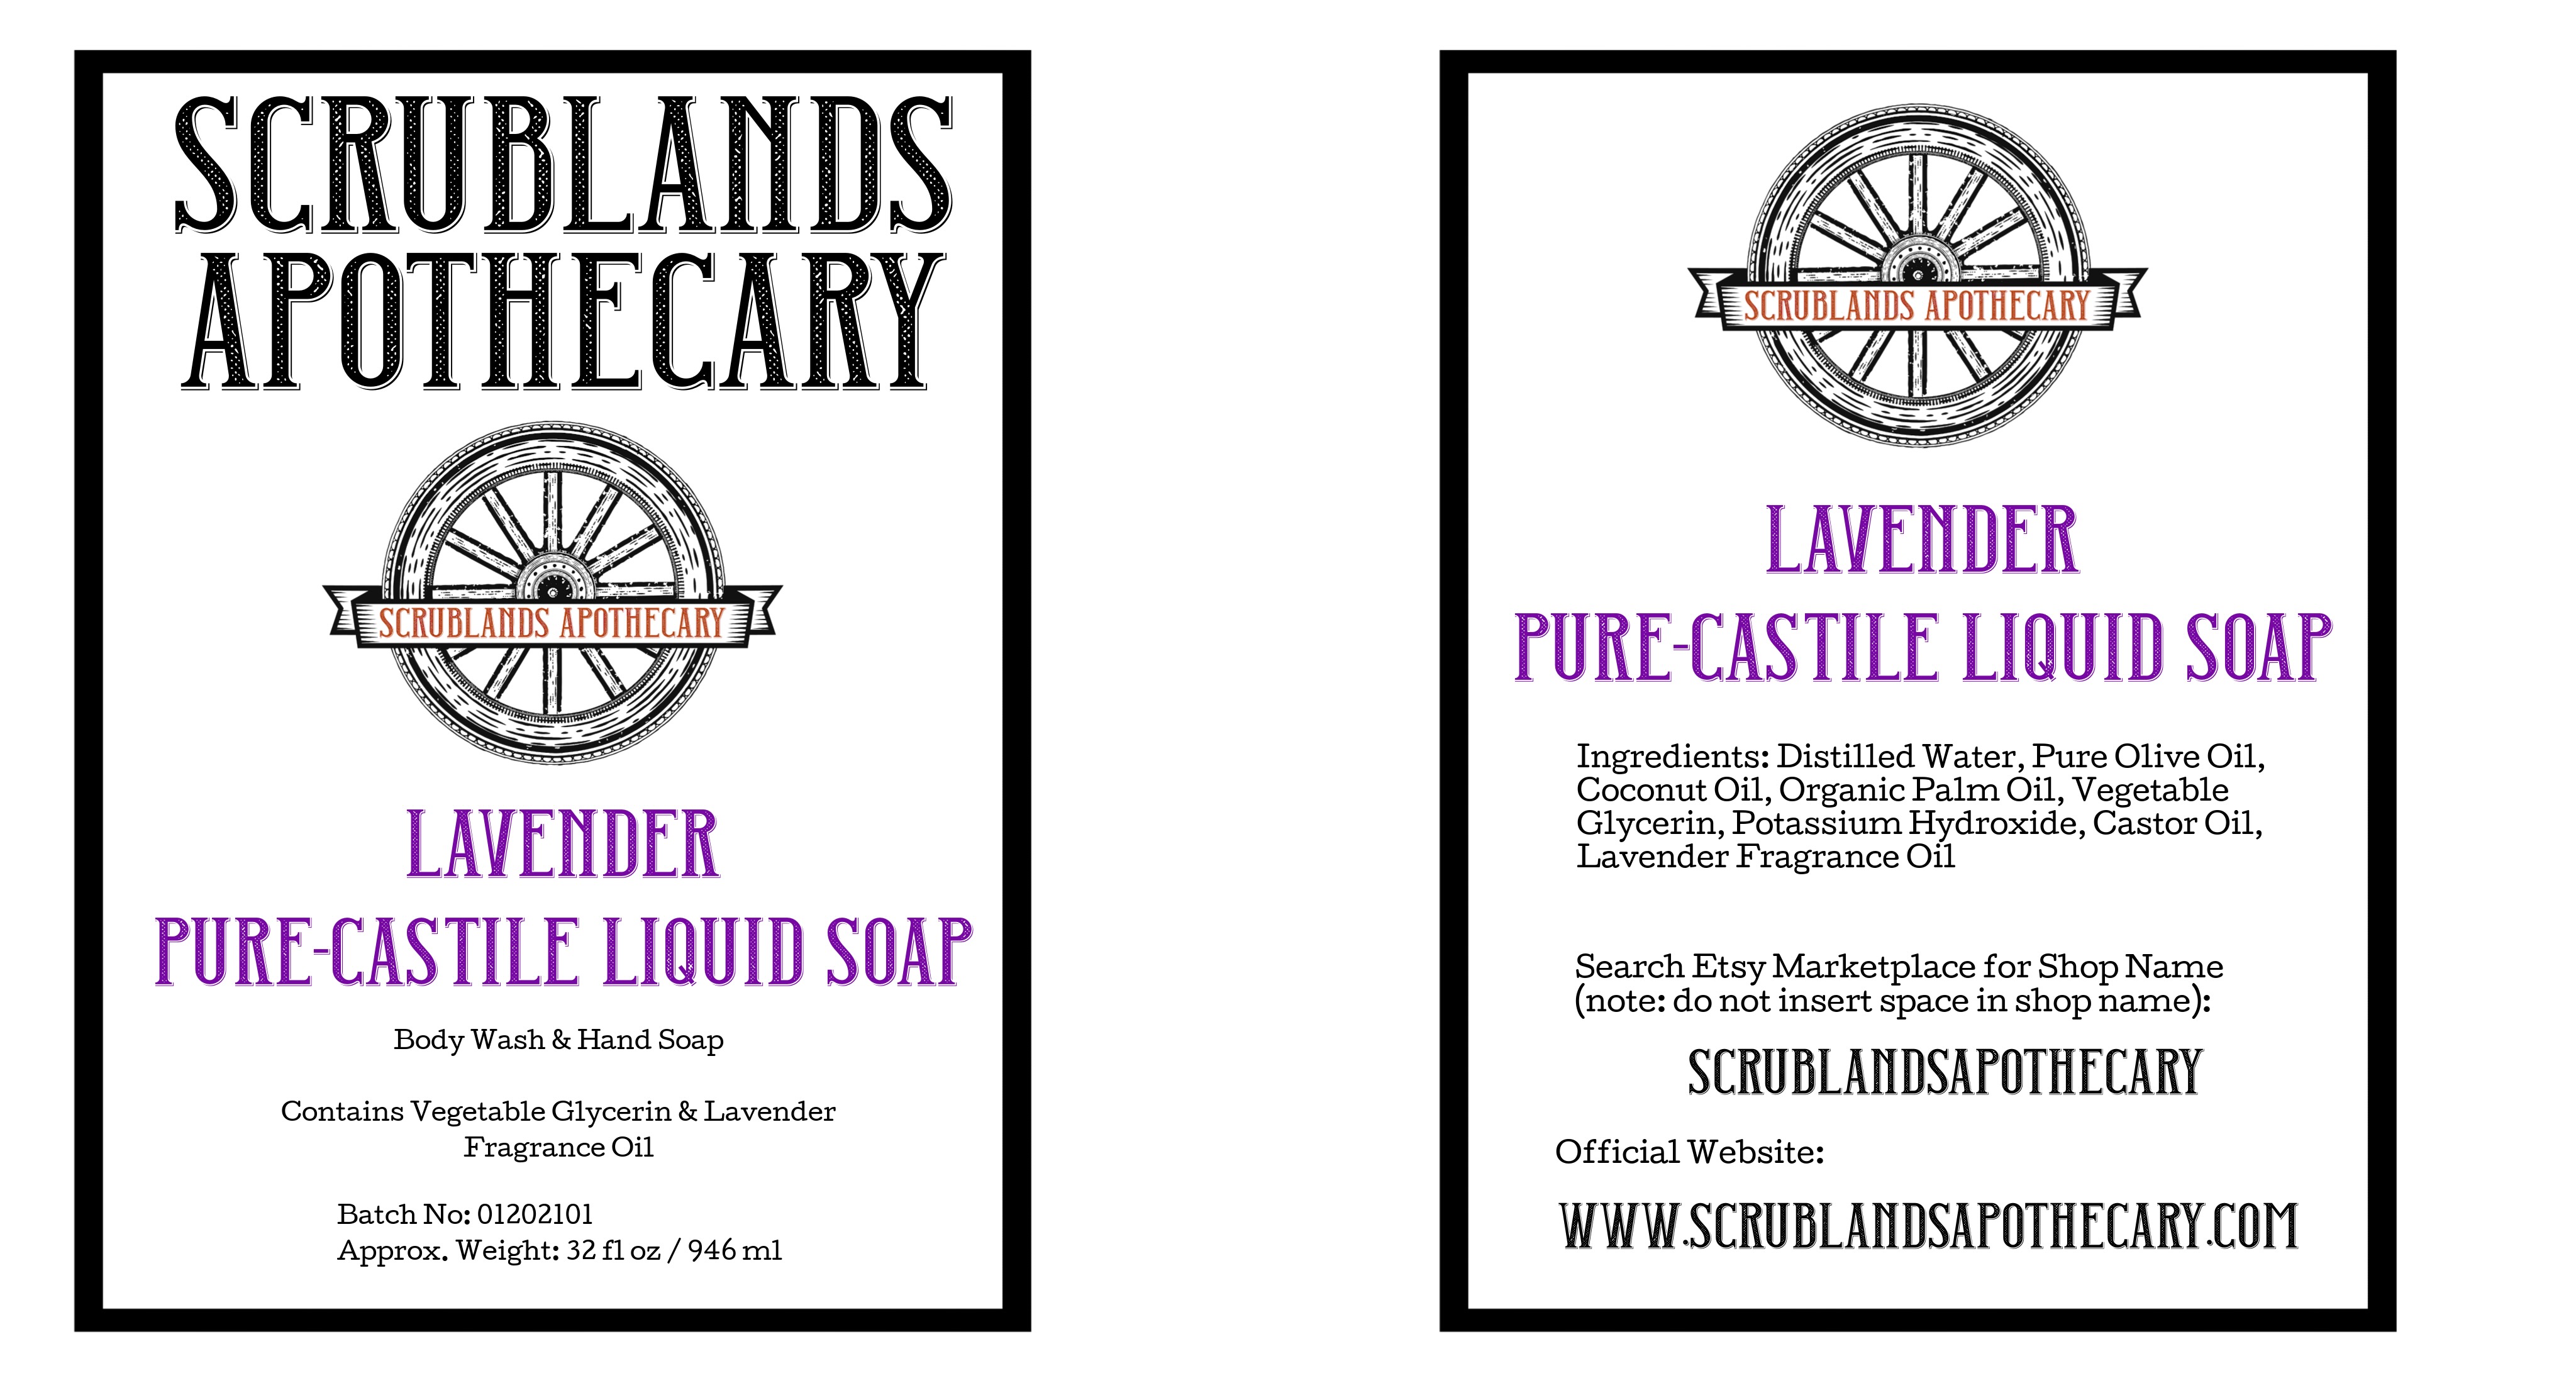 SCRUBLANDS
APOTHECARY
SCRUBLANDS APOTHECARY
LAVENDER
PURE-CASTILE LIQUID SOAP
Body Wash & Hand Soap
Contains Vegetable Glycerin & Lavender
Fragrance Oil
Batch No: 01202101
Approx. Weight: 32 fl oz / 946 ml
SCRUBLANDS APOTHECARY
LAVENDER
PURE-CASTILE LIQUID SOAP
Ingredients: Distilled Water, Pure Olive Oil,
Coconut Oil, Organic Palm Oil, Vegetable
Glycerin, Potassium Hydroxide, Castor Oil,
Lavender Fragrance Oil
Search Etsy Marketplace for Shop Name
(note: do not insert space in shop name):
SCRUBLANDSAPOTHECARY
Official Website:
WWW.SCRUBLANDSAPOTHECARY.COM